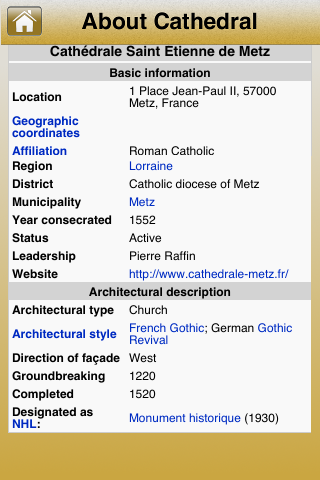 About Cathedral
Cathédrale Saint Etienne de Metz
Basic information
Location 1 Place Jean-Paul II, 57000
Metz, France
Geographic
coordinates
Affiliation Roman Catholic
Region Lorraine
District Catholic diocese of Metz
Municipality Metz
Year consecrated 1552
Status Active
Leadership Pierre Raffin
Website http://www.cathedrale-metz.fr/
Architectural description
Architectural type Church
Architectural style French Gothic; German Gothic
Revival
Direction of façade West
Groundbreaking 1220
Completed 1520
Designated as
NHL: Monument historique (1930)